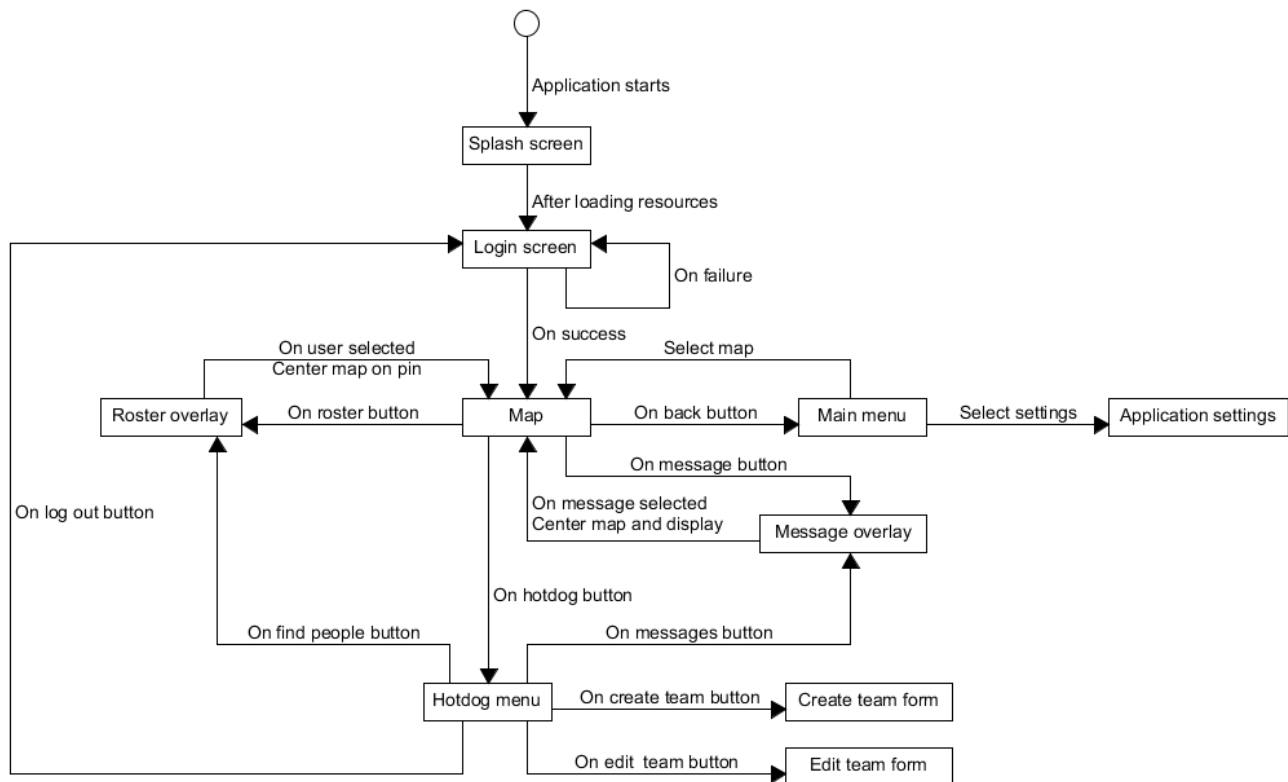 Application starts
Splash screen
After loading resources
Login screen
On failure
On success
On user selected
Center map on pin
Select map
Roster overlay
On roster button
Map
On back button
Main menu
Select settings
Application settings
On message button
On log out button
On message selected
Center map and display
Message overlay
On hotdog button
On find people button
On messages button
Hotdog menu
On create team button
Create team form
On edit  team button
Edit team form